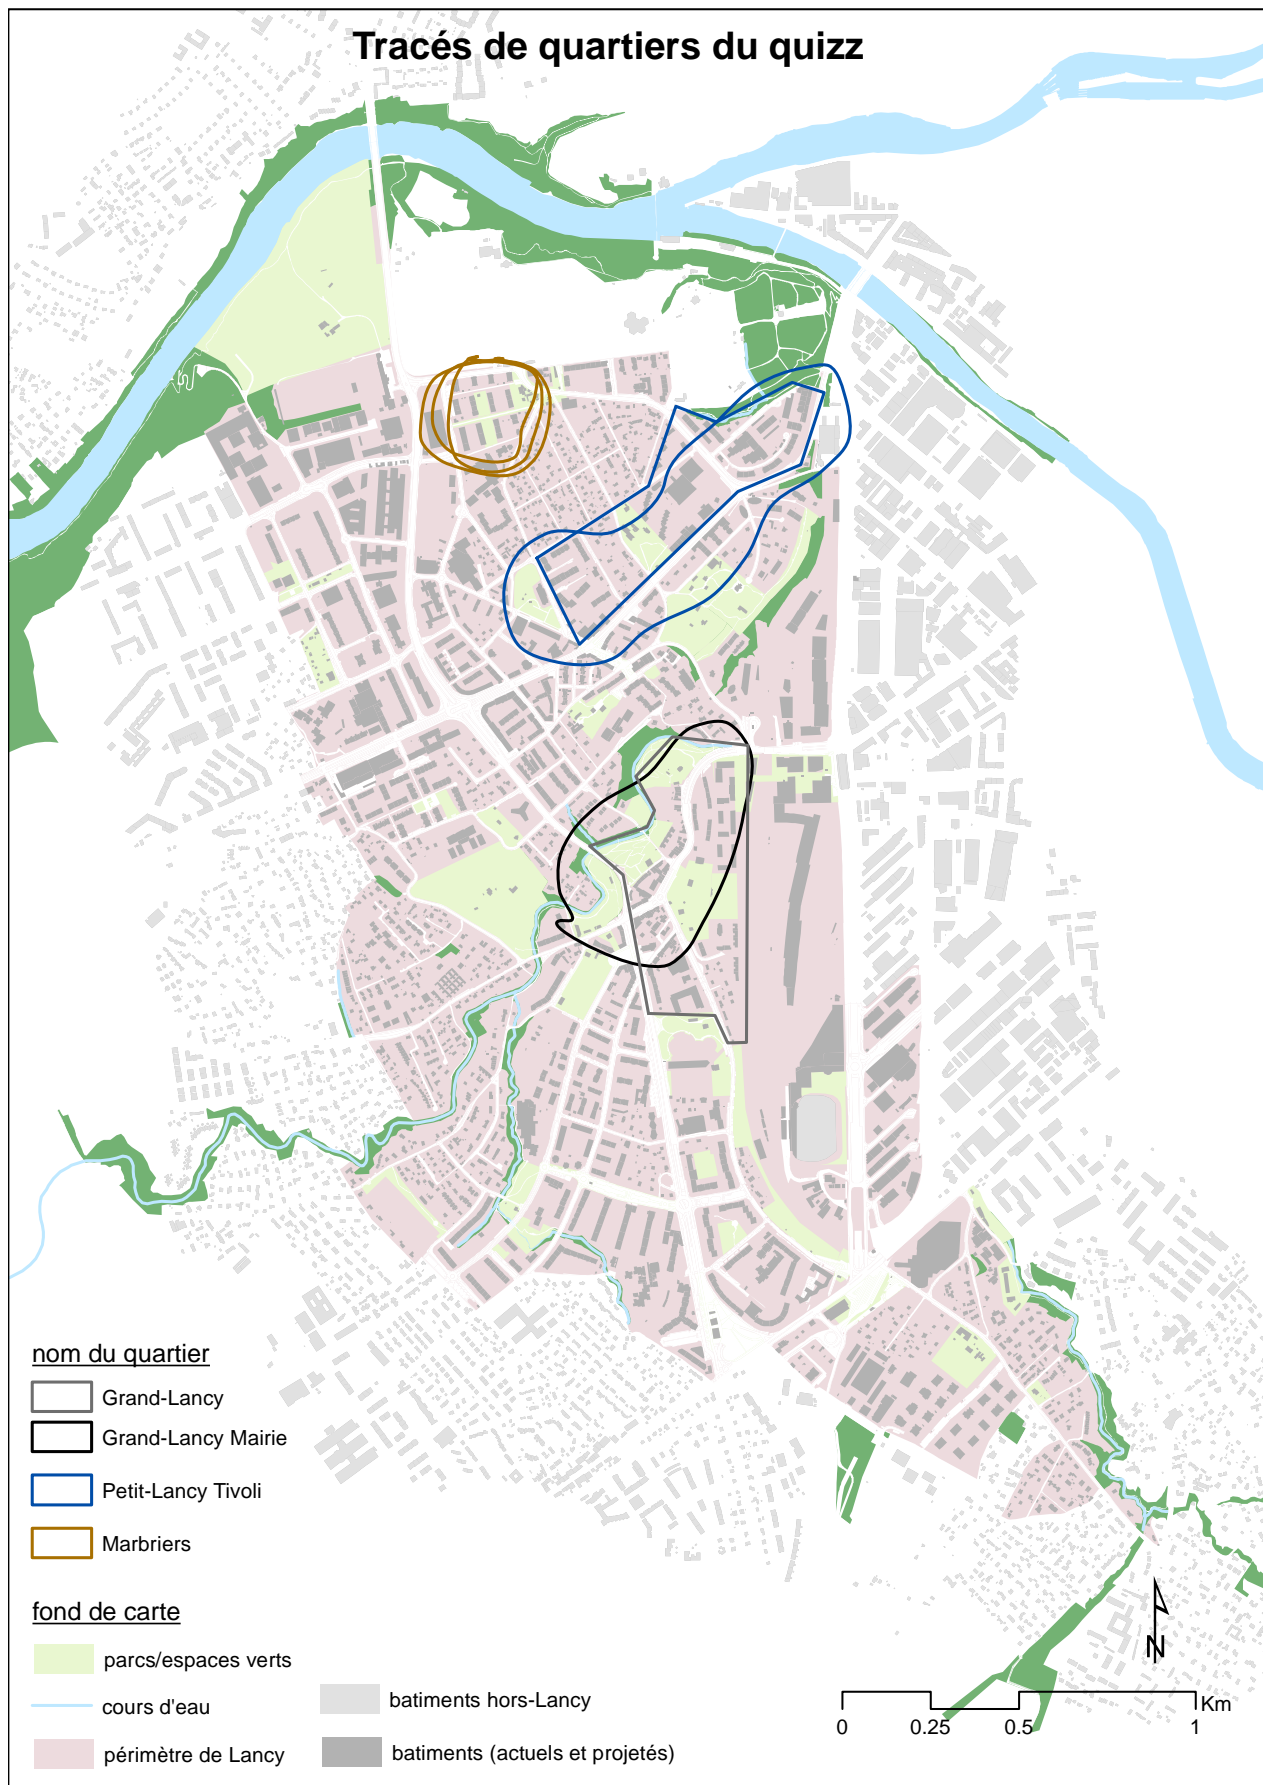 Tracés de quartiers du quizz
nom du quartier
Grand-Lancy
Grand-Lancy Mairie
Petit-Lancy Tivoli
Marbriers
fond de carte
parcs/espaces verts
cours d'eau
périmètre de Lancy
batiments hors-Lancy
batiments (actuels et projetés)
N
Km
0 0.25 0.5 1